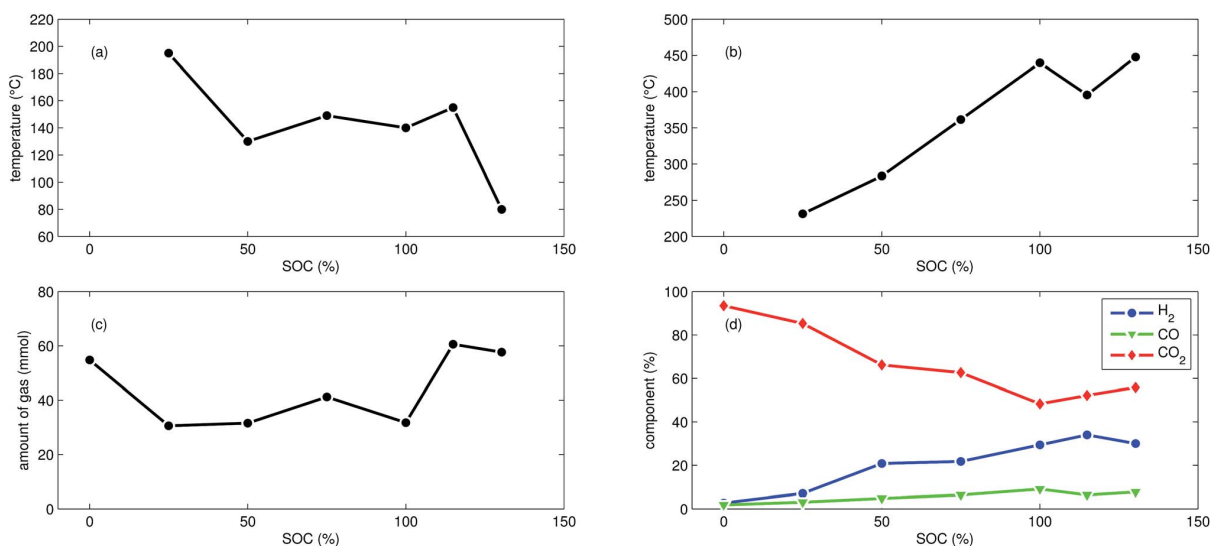 220
200
180
160
140
120
100
80
60
temperature (°C)
(a)
0
50
100
150
SOC (%)
500
450
400
350
300
250
200
temperature (°C)
(b)
0
50
100
150
SOC (%)
80
60
40
20
0
amount of gas (mmol)
(c)
0
50
100
150
SOC (%)
100
80
60
40
20
0
component (%)
(d)
H₂
CO
CO₂
0
50
100
150
SOC (%)